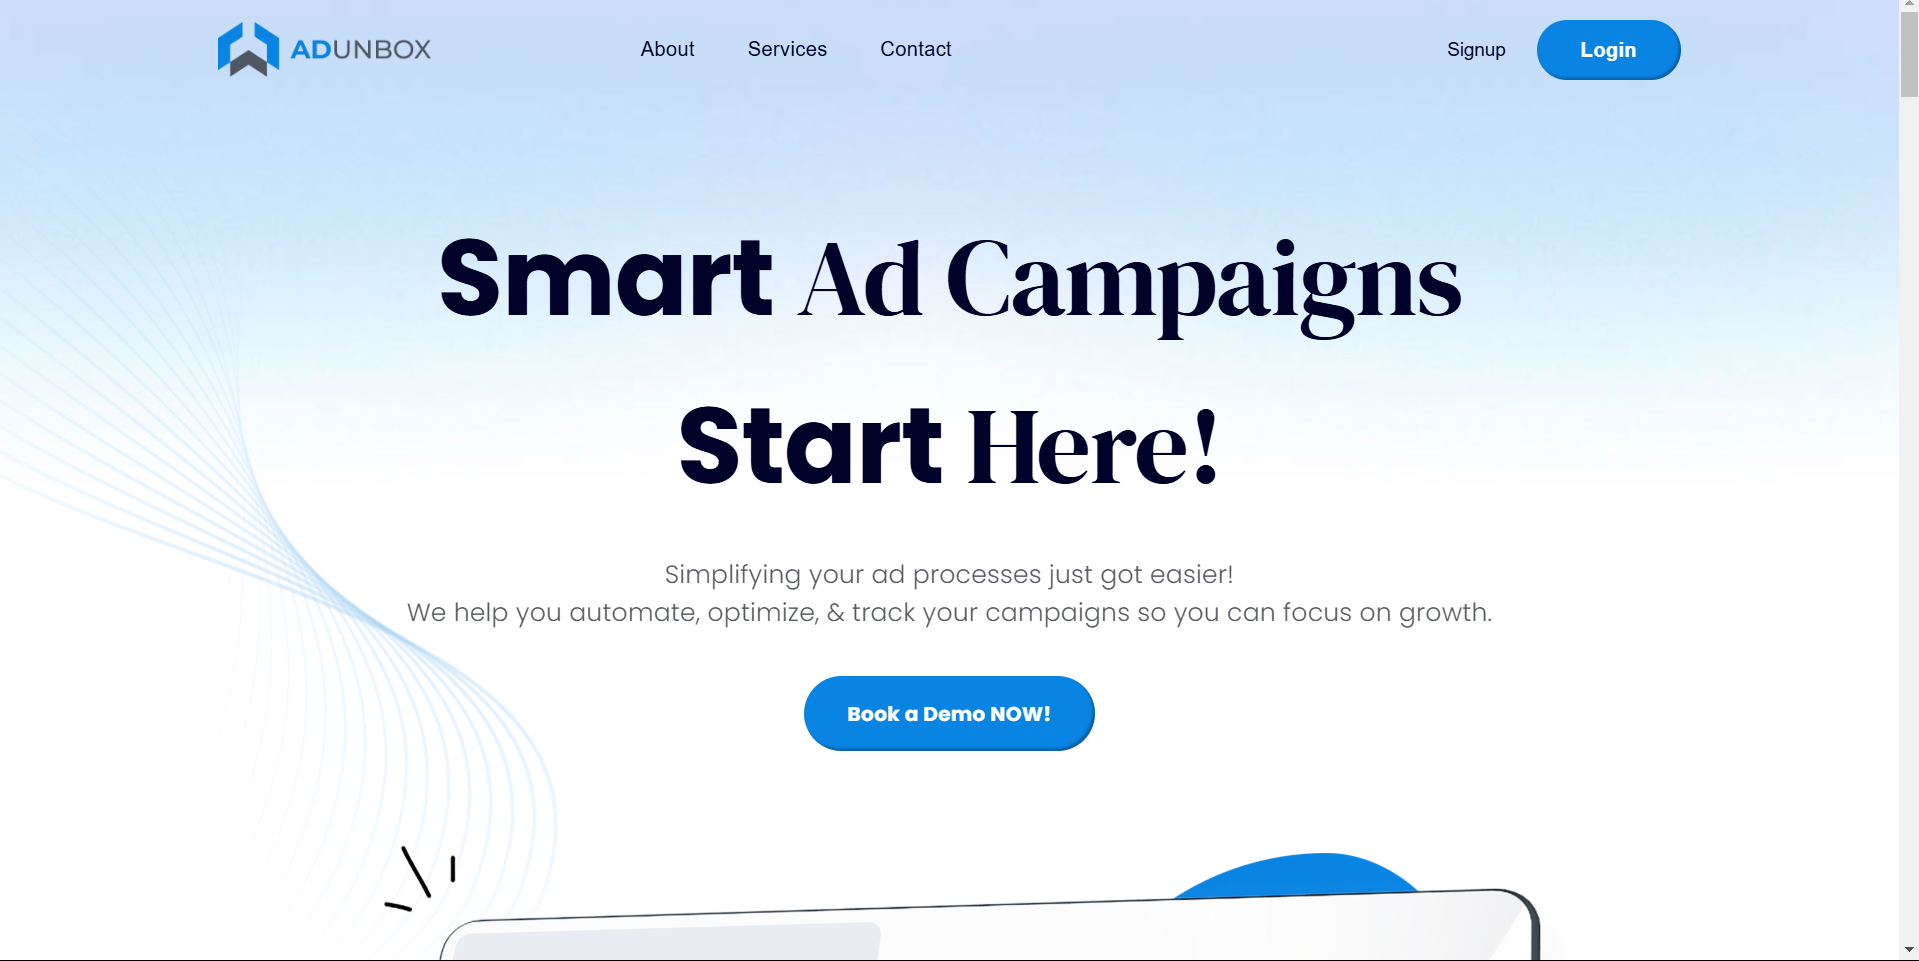 ADUNBOX
About Services Contact
Signup Login
Smart Ad Campaigns
Start Here!
Simplifying your ad processes just got easier!
We help you automate, optimize, & track your campaigns so you can focus on growth.
Book a Demo NOW!